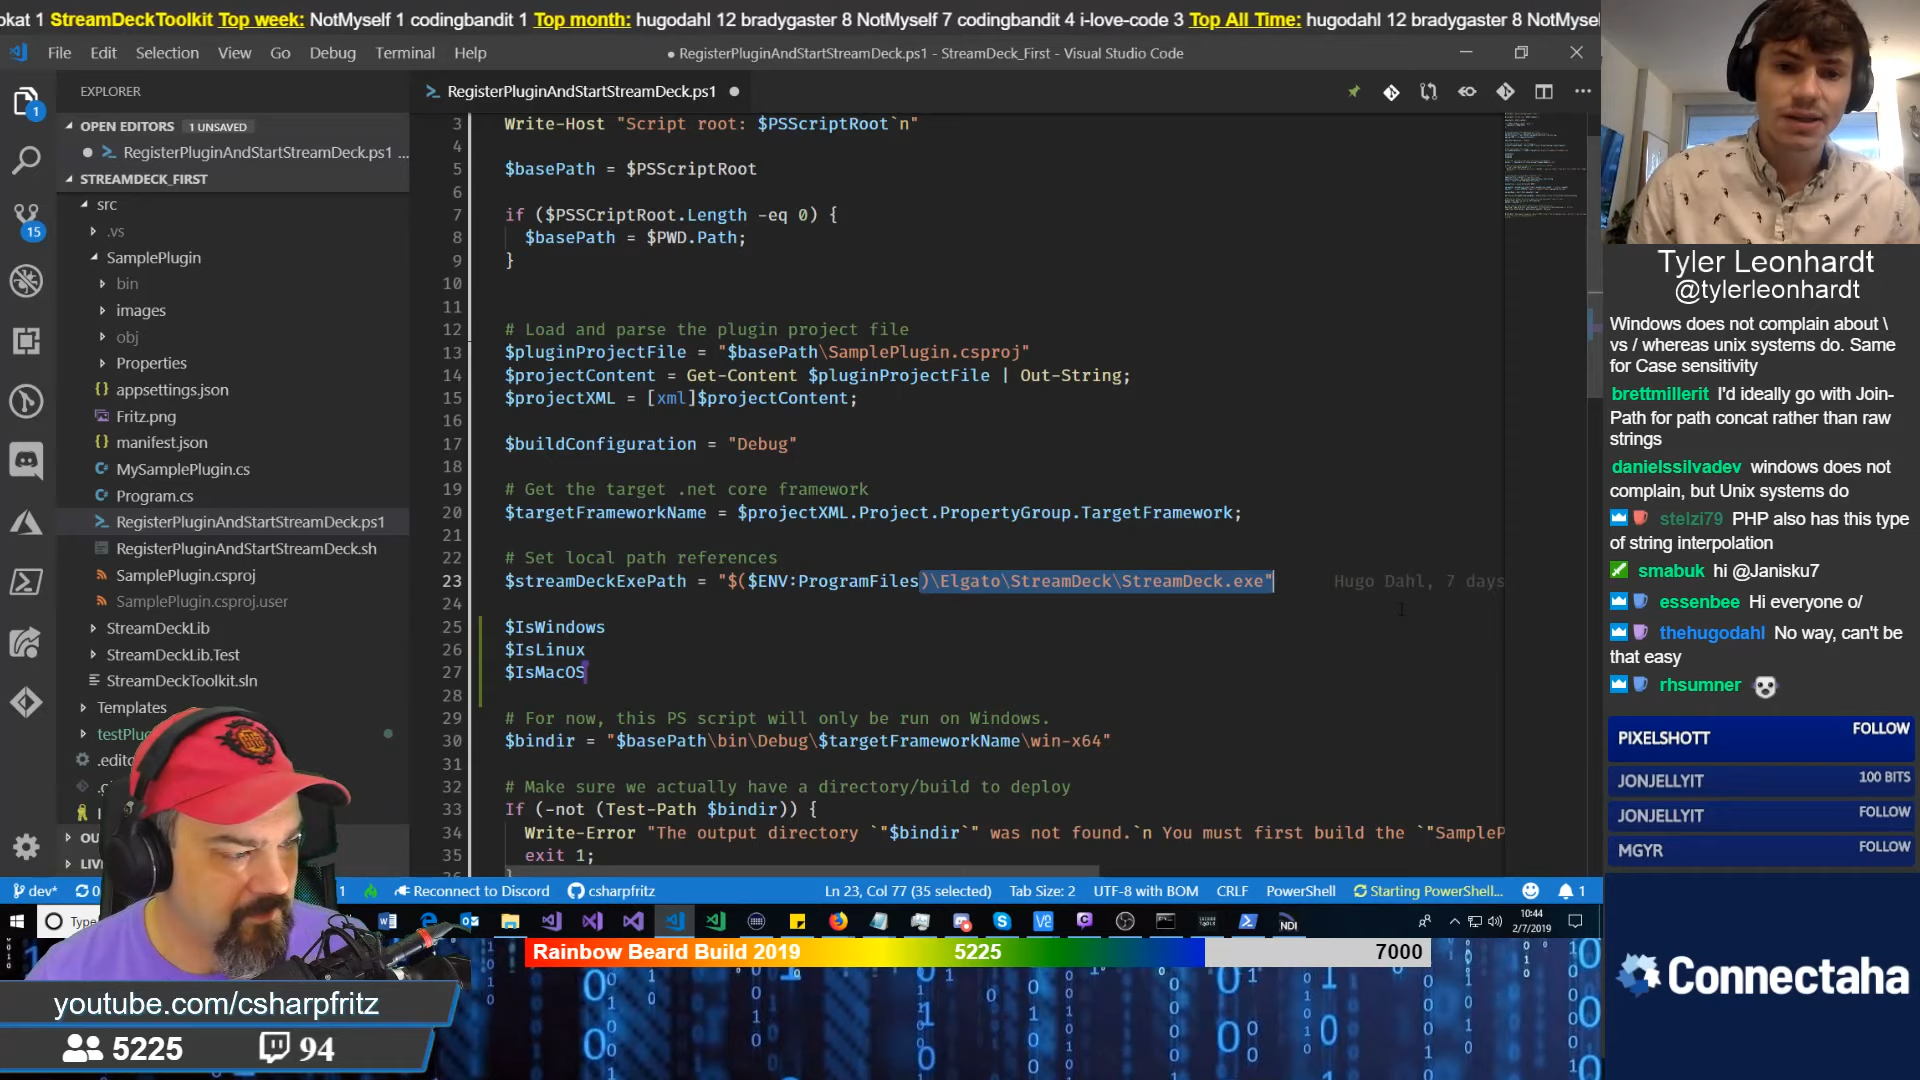 okat 1 StreamDeckToolkit Top week: NotMyself 1 codingbandit 1 Top month: hugodahl 12 bradygaster 8 NotMyself 7 codingbandit 4 i-love-code 3 Top All Time: hugodahl 12 bradygaster 8 NotMyse
File Edit Selection View Go Debug Terminal Help
● RegisterPluginAndStartStreamDeck.ps1 - StreamDeck_First - Visual Studio Code
EXPLORER
OPEN EDITORS 1 UNSAVED
RegisterPluginAndStartStreamDeck.ps1 ...
STREAMDECK_FIRST
src
.vs
SamplePlugin
bin
images
obj
Properties
appsettings.json
Fritz.png
manifest.json
MySamplePlugin.cs
Program.cs
RegisterPluginAndStartStreamDeck.ps1
RegisterPluginAndStartStreamDeck.sh
SamplePlugin.csproj
SamplePlugin.csproj.user
StreamDeckLib
StreamDeckLib.Test
StreamDeckToolkit.sln
Templates
testPlu
.edito
.g
OU
LIV
1
15
RegisterPluginAndStartStreamDeck.ps1 ●
3 Write-Host "Script root: $PSScriptRoot`n"
4
5 $basePath = $PSScriptRoot
6
7 if ($PSSCriptRoot.Length -eq 0) {
8 $basePath = $PWD.Path;
9 }
10
11
12 # Load and parse the plugin project file
13 $pluginProjectFile = "$basePath\SamplePlugin.csproj"
14 $projectContent = Get-Content $pluginProjectFile | Out-String;
15 $projectXML = [xml]$projectContent;
16
17 $buildConfiguration = "Debug"
18
19 # Get the target .net core framework
20 $targetFrameworkName = $projectXML.Project.PropertyGroup.TargetFramework;
21
22 # Set local path references
23 $streamDeckExePath = "$($ENV:ProgramFiles)\Elgato\StreamDeck\StreamDeck.exe" Hugo Dahl, 7 days
24
25 $IsWindows
26 $IsLinux
27 $IsMacOS
28
29 # For now, this PS script will only be run on Windows.
30 $bindir = "$basePath\bin\Debug\$targetFrameworkName\win-x64"
31
32 # Make sure we actually have a directory/build to deploy
33 If (-not (Test-Path $bindir)) {
34 Write-Error "The output directory `"$bindir`" was not found.`n You must first build the `"SampleP
35 exit 1;
dev* 0 1 Reconnect to Discord csharpfritz Ln 23, Col 77 (35 selected) Tab Size: 2 UTF-8 with BOM CRLF PowerShell Starting PowerShell... 1
Type
NDI
10:44
2/7/2019
Rainbow Beard Build 2019 5225 7000
youtube.com/csharpfritz
5225 94
Tyler Leonhardt
@tylerleonhardt
Windows does not complain about \
vs / whereas unix systems do. Same
for Case sensitivity
brettmillerit I'd ideally go with Join-
Path for path concat rather than raw
strings
danielssilvadev windows does not
complain, but Unix systems do
stelzi79 PHP also has this type
of string interpolation
smabuk hi @Janisku7
essenbee Hi everyone o/
thehugodahl No way, can't be
that easy
rhsumner
PIXELSHOTT FOLLOW
JONJELLYIT 100 BITS
JONJELLYIT FOLLOW
MGYR FOLLOW
Connectaha